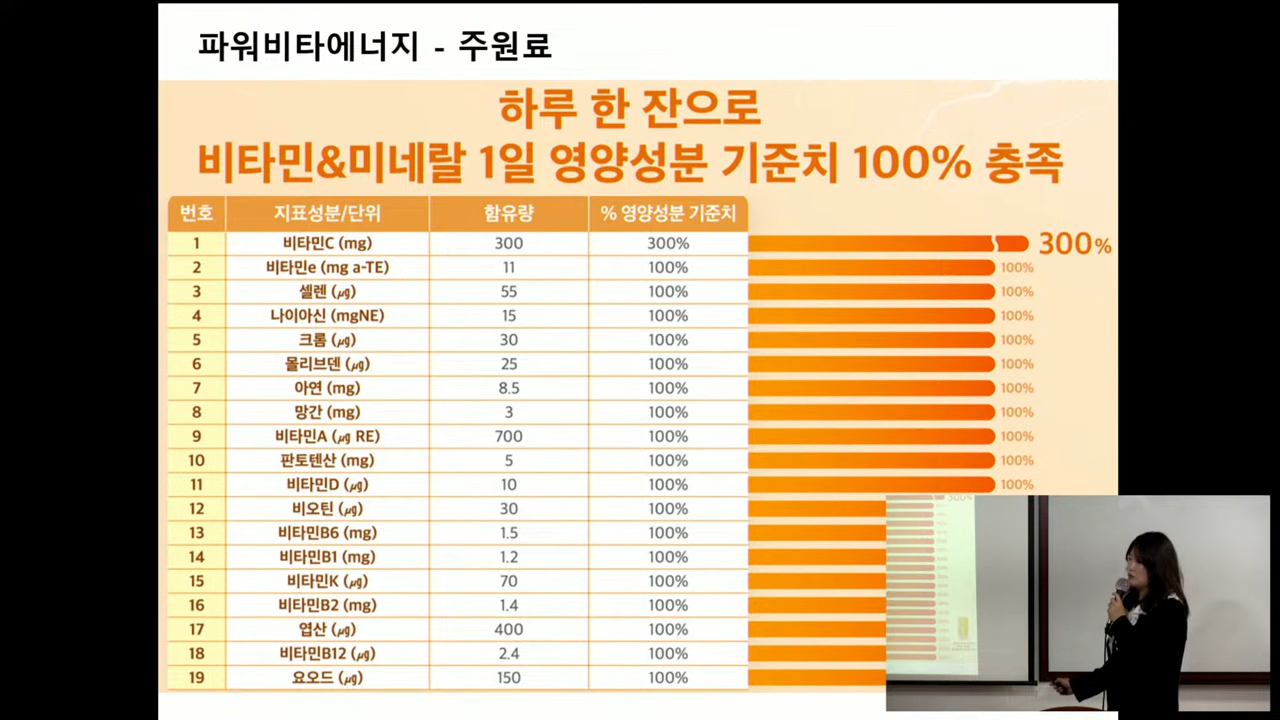 파워비타에너지 - 주원료
하루 한 잔으로
비타민&미네랄 1일 영양성분 기준치 100% 충족
번호 지표성분/단위 함유량 % 영양성분 기준치
1 비타민C (mg) 300 300% 300%
2 비타민e (mg a-TE) 11 100% 100%
3 셀렌 (㎍) 55 100% 100%
4 나이아신 (mgNE) 15 100% 100%
5 크롬 (㎍) 30 100% 100%
6 몰리브덴 (㎍) 25 100% 100%
7 아연 (mg) 8.5 100% 100%
8 망간 (mg) 3 100% 100%
9 비타민A (㎍ RE) 700 100% 100%
10 판토텐산 (mg) 5 100% 100%
11 비타민D (㎍) 10 100% 100%
12 비오틴 (㎍) 30 100%
13 비타민B6 (mg) 1.5 100%
14 비타민B1 (mg) 1.2 100%
15 비타민K (㎍) 70 100%
16 비타민B2 (mg) 1.4 100%
17 엽산 (㎍) 400 100%
18 비타민B12 (㎍) 2.4 100%
19 요오드 (㎍) 150 100%
300%